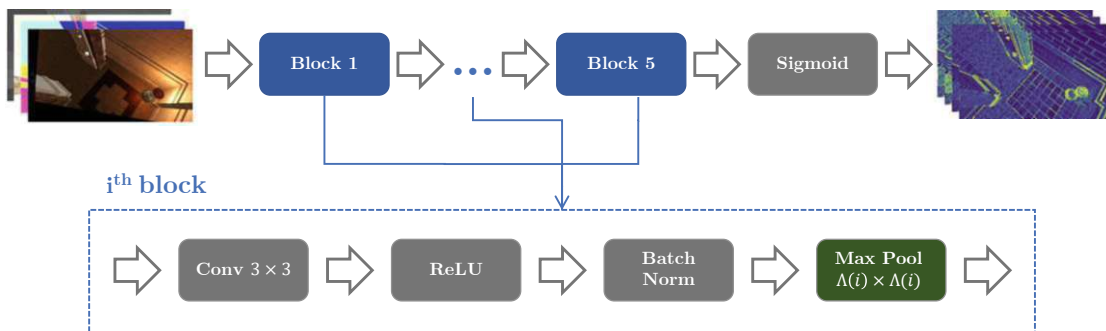 Block 1
...
Block 5
Sigmoid
iᵗʰ block
Conv 3 × 3
ReLU
Batch
Norm
Max Pool
Λ(i) × Λ(i)